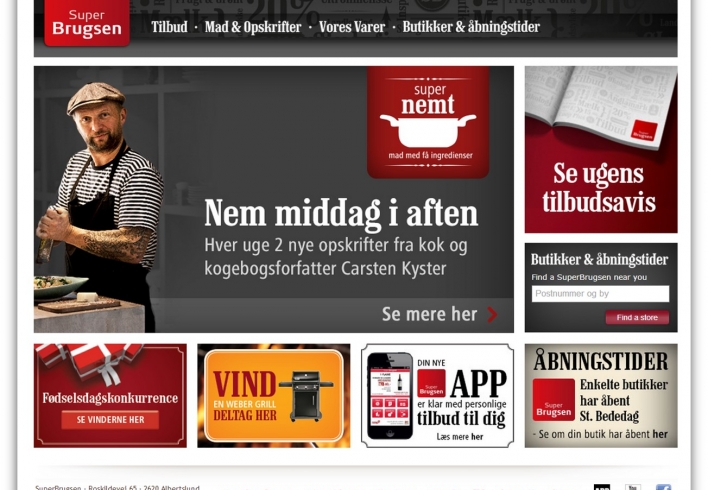 Super
Brugsen
Tilbud · Mad & Opskrifter · Vores Varer · Butikker & åbningstider
super
nemt
mad med få ingredienser
Nem middag i aften
Hver uge 2 nye opskrifter fra kok og
kogebogsforfatter Carsten Kyster
Se mere her
Se ugens
tilbudsavis
Butikker & åbningstider
Find a SuperBrugsen near you
Postnummer og by
Find a store
Fødselsdagskonkurrence
SE VINDERNE HER
VIND
EN WEBER GRILL
DELTAG HER
DIN NYE
Super
Brugsen
APP
er klar med personlige
tilbud til dig
Læs mere her
ÅBNINGSTIDER
Super
Brugsen
Enkelte butikker
har åbent
St. Bededag
- Se om din butik har åbent her
SuperBrugsen · Roskildevej 65 · 2620 Albertslund